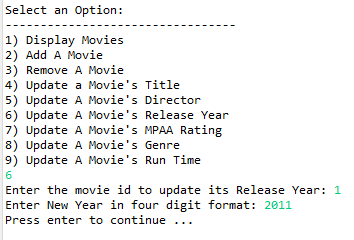 Select an Option:
---------------------------------
1) Display Movies
2) Add A Movie
3) Remove A Movie
4) Update a Movie's Title
5) Update A Movie's Director
6) Update A Movie's Release Year
7) Update A Movie's MPAA Rating
8) Update A Movie's Genre
9) Update A Movie's Run Time
6
Enter the movie id to update its Release Year: 1
Enter New Year in four digit format: 2011
Press enter to continue ...